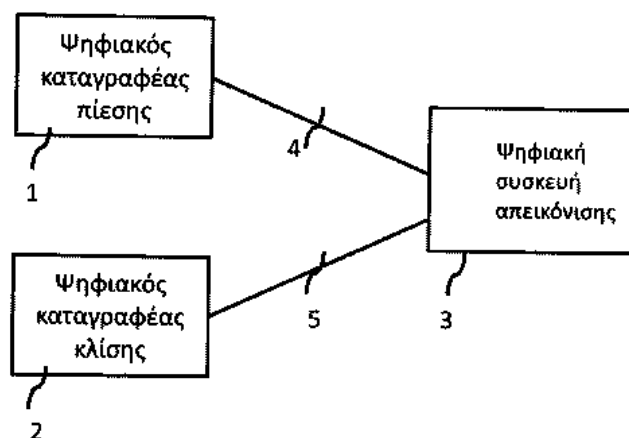 Ψηφιακός
καταγραφέας
πίεσης
1
4
Ψηφιακή
συσκευή
απεικόνισης
3
Ψηφιακός
καταγραφέας
κλίσης
2
5